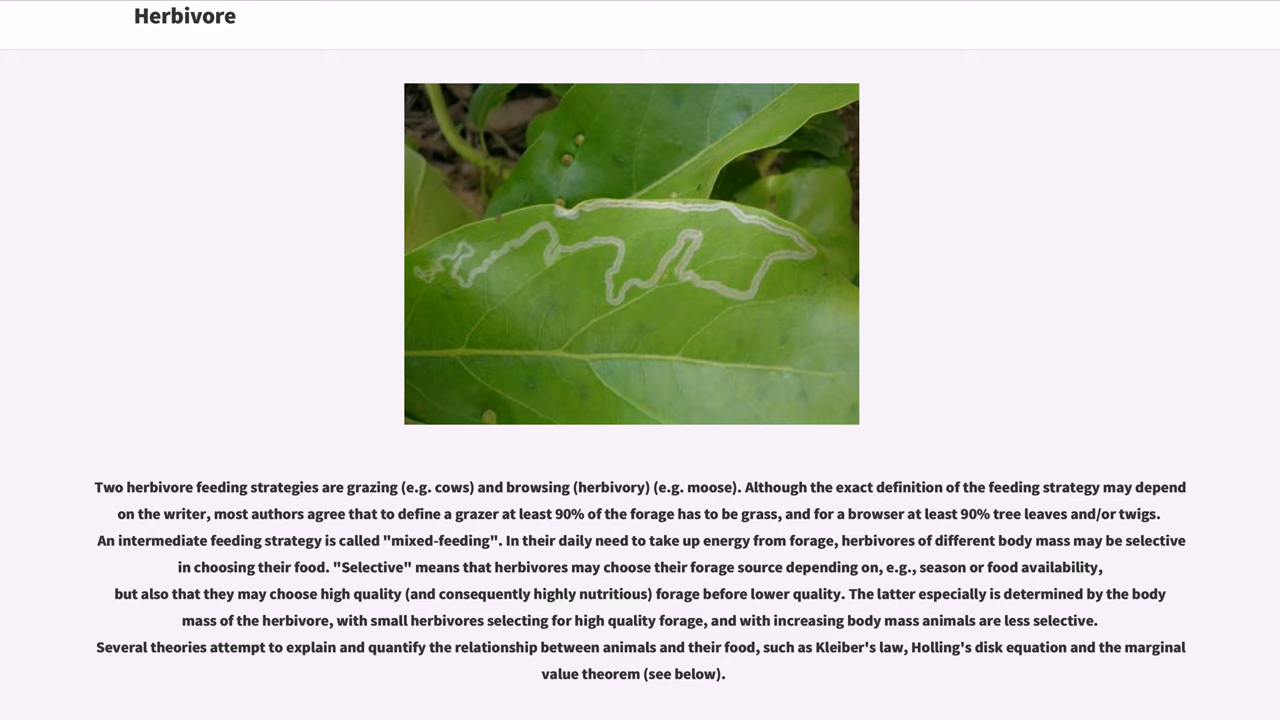 Herbivore
Two herbivore feeding strategies are grazing (e.g. cows) and browsing (herbivory) (e.g. moose). Although the exact definition of the feeding strategy may depend
on the writer, most authors agree that to define a grazer at least 90% of the forage has to be grass, and for a browser at least 90% tree leaves and/or twigs.
An intermediate feeding strategy is called "mixed-feeding". In their daily need to take up energy from forage, herbivores of different body mass may be selective
in choosing their food. "Selective" means that herbivores may choose their forage source depending on, e.g., season or food availability,
but also that they may choose high quality (and consequently highly nutritious) forage before lower quality. The latter especially is determined by the body
mass of the herbivore, with small herbivores selecting for high quality forage, and with increasing body mass animals are less selective.
Several theories attempt to explain and quantify the relationship between animals and their food, such as Kleiber's law, Holling's disk equation and the marginal
value theorem (see below).